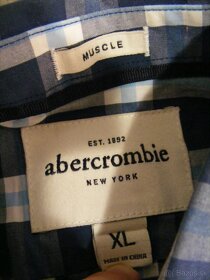 MUSCLE
EST. 1892
abercrombie
NEW YORK
XL
MADE IN CHINA